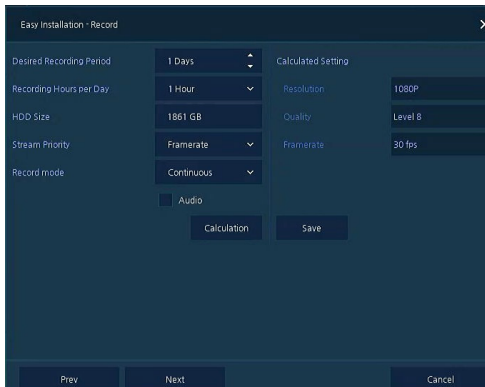 Easy Installation - Record
Desired Recording Period
1 Days
Calculated Setting
Recording Hours per Day
1 Hour
Resolution
1080P
HDD Size
1861 GB
Quality
Level 8
Stream Priority
Framerate
Framerate
30 fps
Record mode
Continuous
Audio
Calculation
Save
Prev
Next
Cancel